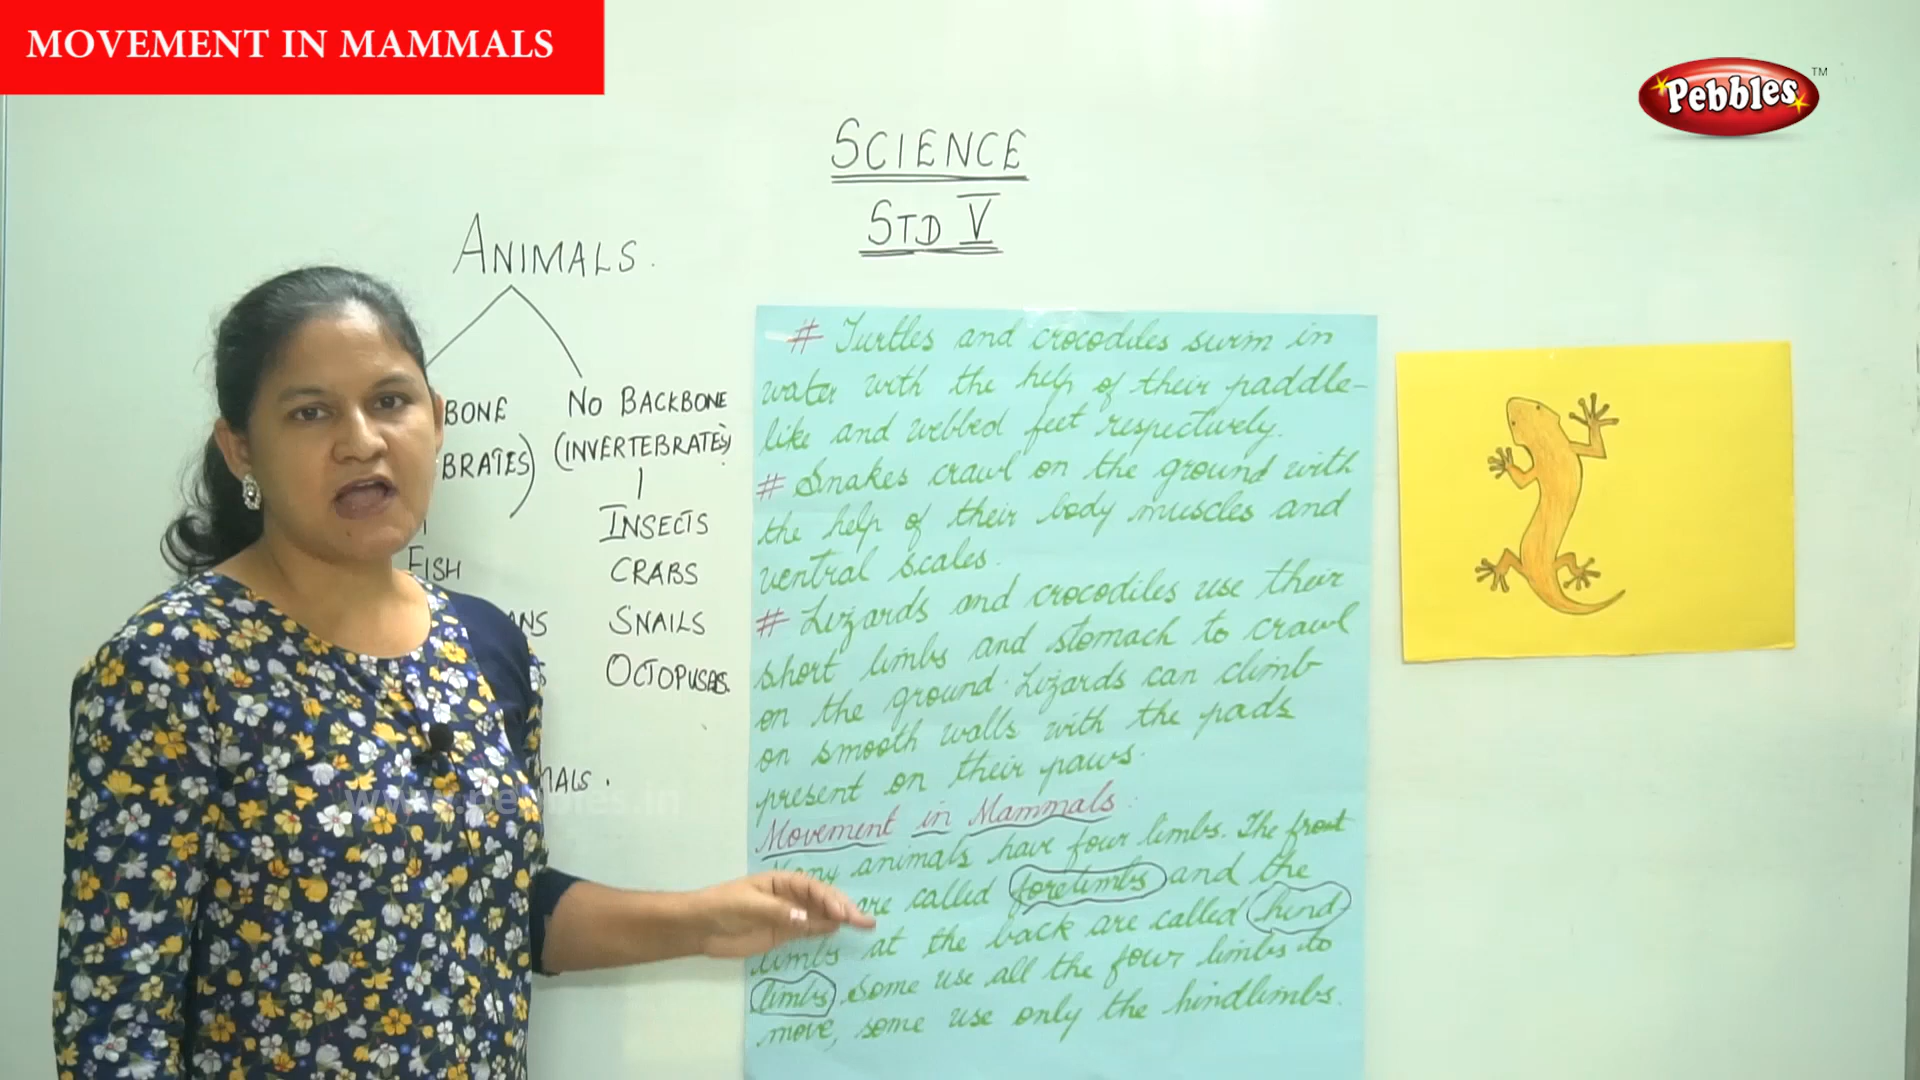 MOVEMENT IN MAMMALS
Pebbles
TM
SCIENCE
STD V
ANIMALS.
BONE
BRATES)
FISH
ANS
S
MALS.
NO BACKBONE
(INVERTEBRATES)
INSECTS
CRABS
SNAILS
OCTOPUSES.
# Turtles and crocodiles swim in
water with the help of their paddle-
like and webbed feet respectively.
# Snakes crawl on the ground with
the help of their body muscles and
ventral scales.
# Lizards and crocodiles use their
short limbs and stomach to crawl
on the ground. Lizards can climb
on smooth walls with the pads
present on their paws.
Movement in Mammals.
Many animals have four limbs. The front
are called forelimbs and the
limbs at the back are called hind
limbs. Some use all the four limbs to
move, some use only the hindlimbs.
www.pebbles.in